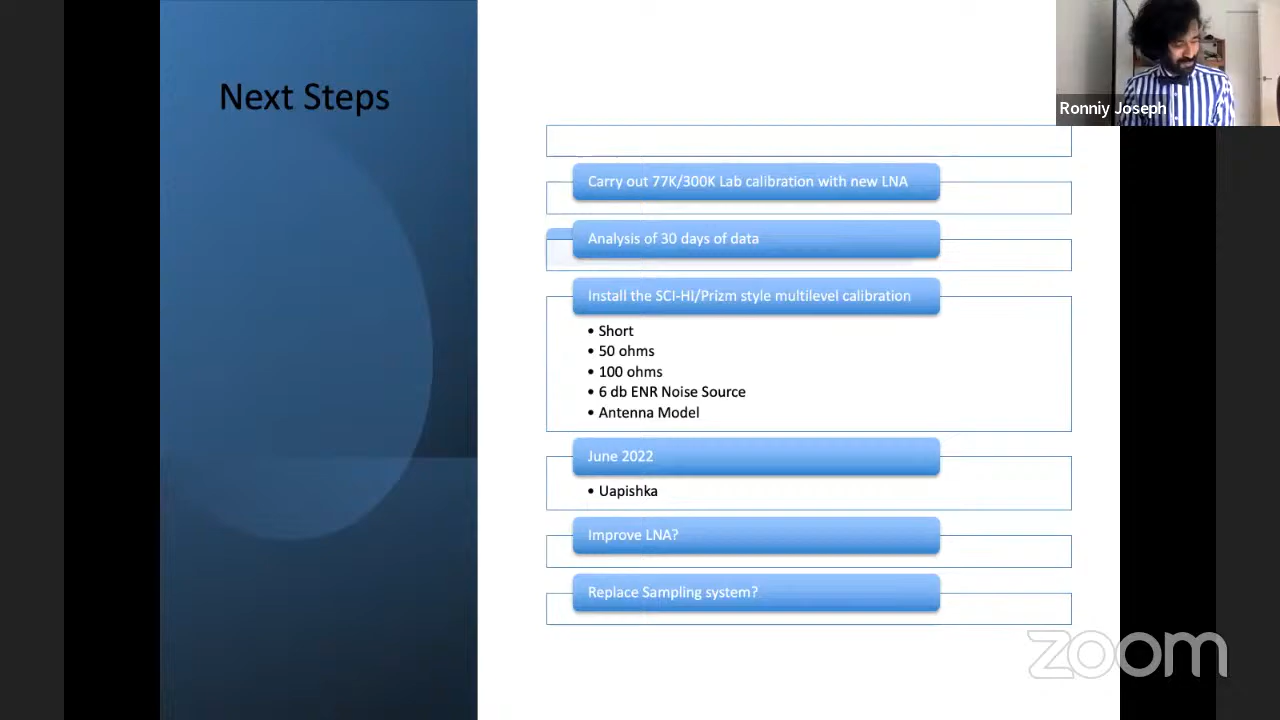 Next Steps
Ronniy Joseph
Carry out 77K/300K Lab calibration with new LNA
Analysis of 30 days of data
Install the SCI-HI/Prizm style multilevel calibration
• Short
• 50 ohms
• 100 ohms
• 6 db ENR Noise Source
• Antenna Model
June 2022
• Uapishka
Improve LNA?
Replace Sampling system?
zoom